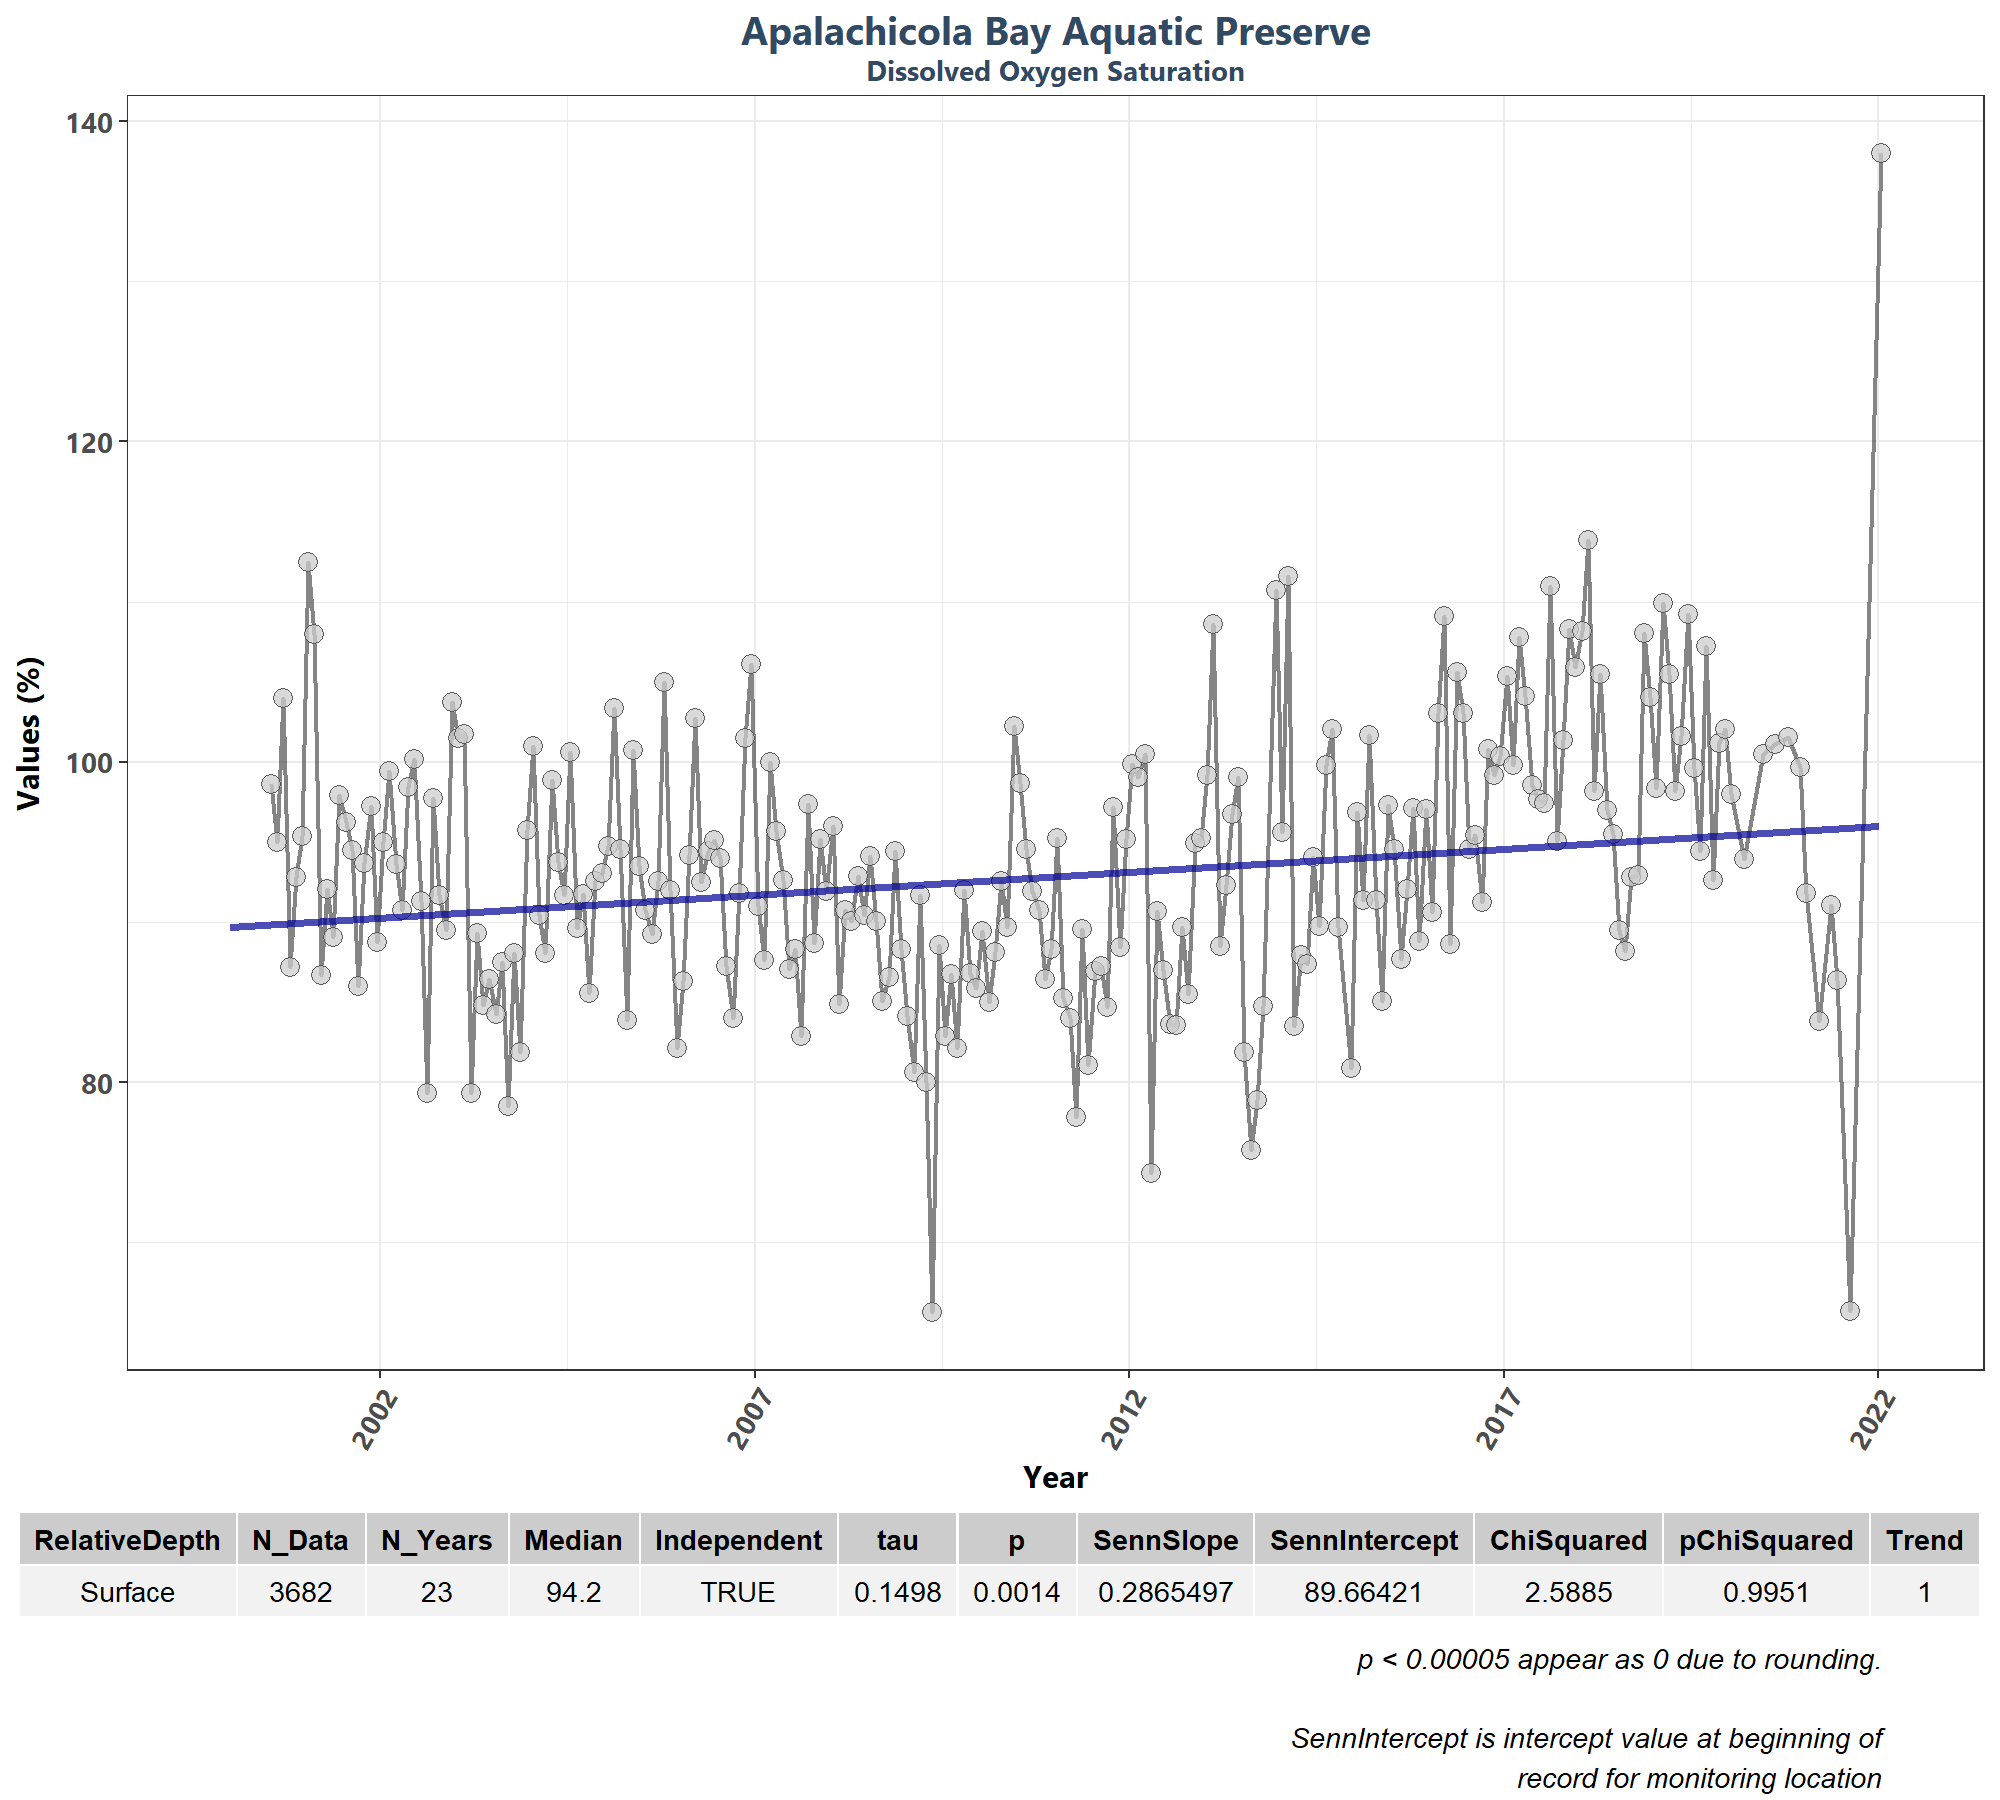 Apalachicola Bay Aquatic Preserve
Dissolved Oxygen Saturation
140
120
100
80
Values (%)
2002
2007
2012
2017
2022
Year
RelativeDepth N_Data N_Years Median Independent tau p SennSlope SennIntercept ChiSquared pChiSquared Trend
Surface 3682 23 94.2 TRUE 0.1498 0.0014 0.2865497 89.66421 2.5885 0.9951 1
p < 0.00005 appear as 0 due to rounding.
SennIntercept is intercept value at beginning of
record for monitoring location